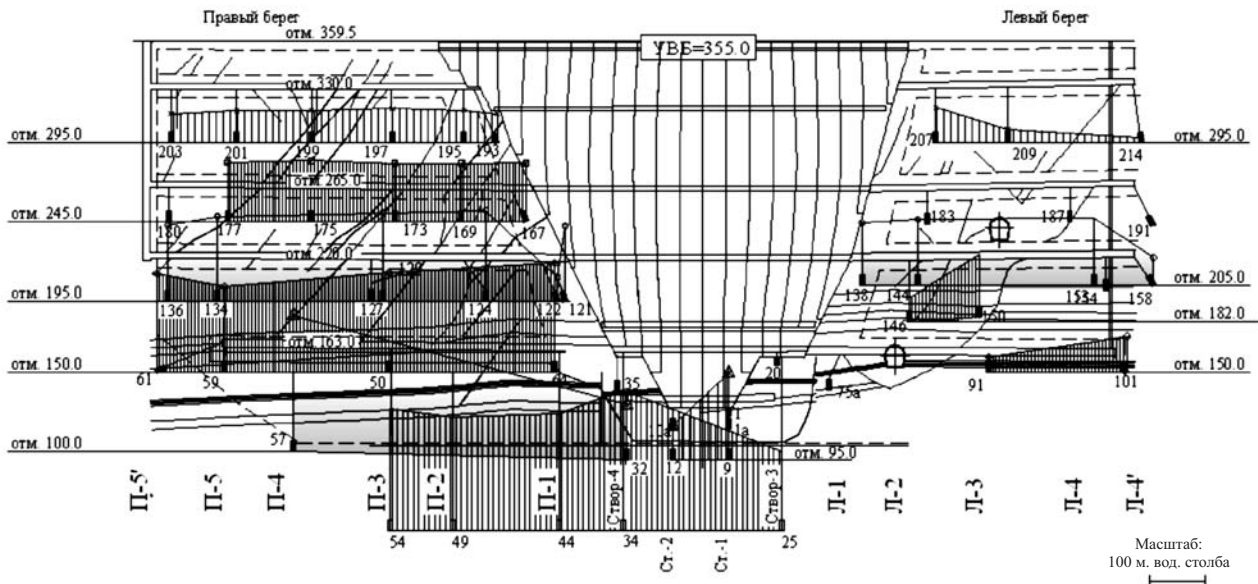 Правый берег
Левый берег
отм. 359.5
УВБ=355.0
отм. 330.0
отм. 295.0
203 201 199 197 195 193
207 209 214
отм. 295.0
отм. 265.0
отм. 245.0
180 177 175 173 169 167
183 187 191
отм. 245.0
отм. 220.0
отм. 195.0
136 134 127 124 122 121
138 144 154 158
отм. 205.0
146 160
отм. 182.0
отм. 163.0
отм. 150.0
61 59 50 35 20 75а 91 101
отм. 150.0
отм. 100.0
57 32 12 9
1а
отм. 95.0
П-5'
П-5
П-4
П-3
П-2
П-1
Створ-4
Ст.-2
Ст.-1
Створ-3
Л-1
Л-2
Л-3
Л-4
Л-4'
54 49 44 34 25
Масштаб:
100 м. вод. столба